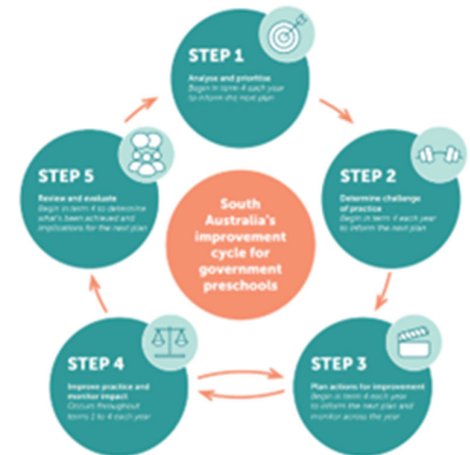 STEP 1
Analyse and prioritise
Begin in term 4 each year
to inform the next plan
STEP 2
Determine challenge
of practice
Begin in term 4 each year
to inform the next plan
South
Australia's
improvement
cycle for
government
preschools
STEP 3
Plan actions for improvement
Begin in term 4 each year
to inform the next plan and
monitor across the year
STEP 4
Improve practice and
monitor impact
Occurs throughout
terms 1 to 4 each year
STEP 5
Review and evaluate
Begin in term 4 to determine
what's been achieved and
implications for the next plan